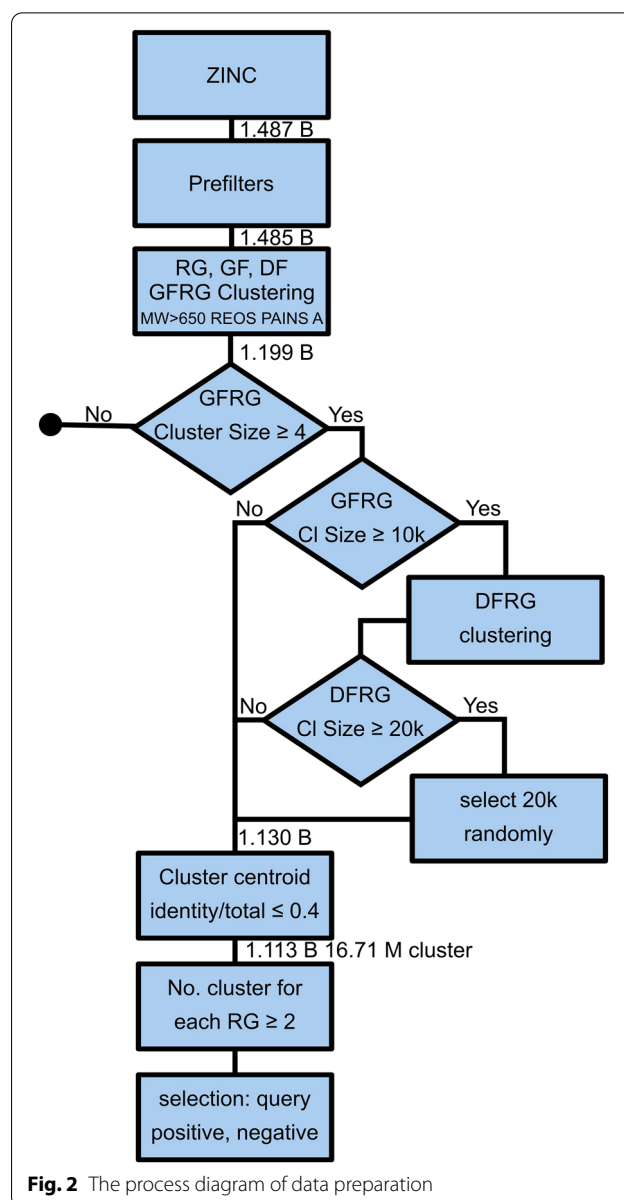 ZINC
1.487 B
Prefilters
1.485 B
RG, GF, DF
GFRG Clustering
MW>650 REOS PAINS A
1.199 B
GFRG
Cluster Size ≥ 4
No
Yes
GFRG
Cl Size ≥ 10k
No
Yes
DFRG
clustering
DFRG
Cl Size ≥ 20k
No
Yes
select 20k
randomly
1.130 B
Cluster centroid
identity/total ≤ 0.4
1.113 B 16.71 M cluster
No. cluster for
each RG ≥ 2
selection: query
positive, negative
Fig. 2 The process diagram of data preparation